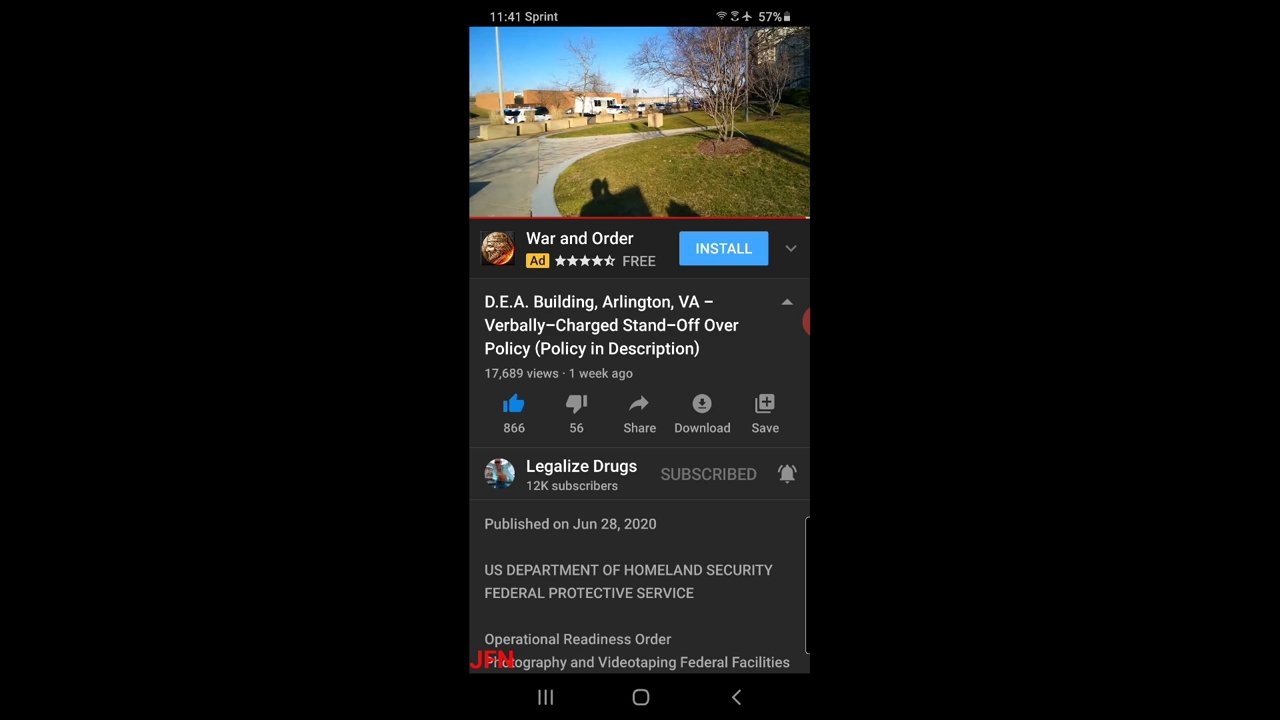 11:41 Sprint
57%
War and Order
Ad FREE
INSTALL
D.E.A. Building, Arlington, VA –
Verbally–Charged Stand–Off Over
Policy (Policy in Description)
17,689 views · 1 week ago
866
56
Share
Download
Save
Legalize Drugs
12K subscribers
SUBSCRIBED
Published on Jun 28, 2020
US DEPARTMENT OF HOMELAND SECURITY
FEDERAL PROTECTIVE SERVICE
Operational Readiness Order
Photography and Videotaping Federal Facilities
JFN